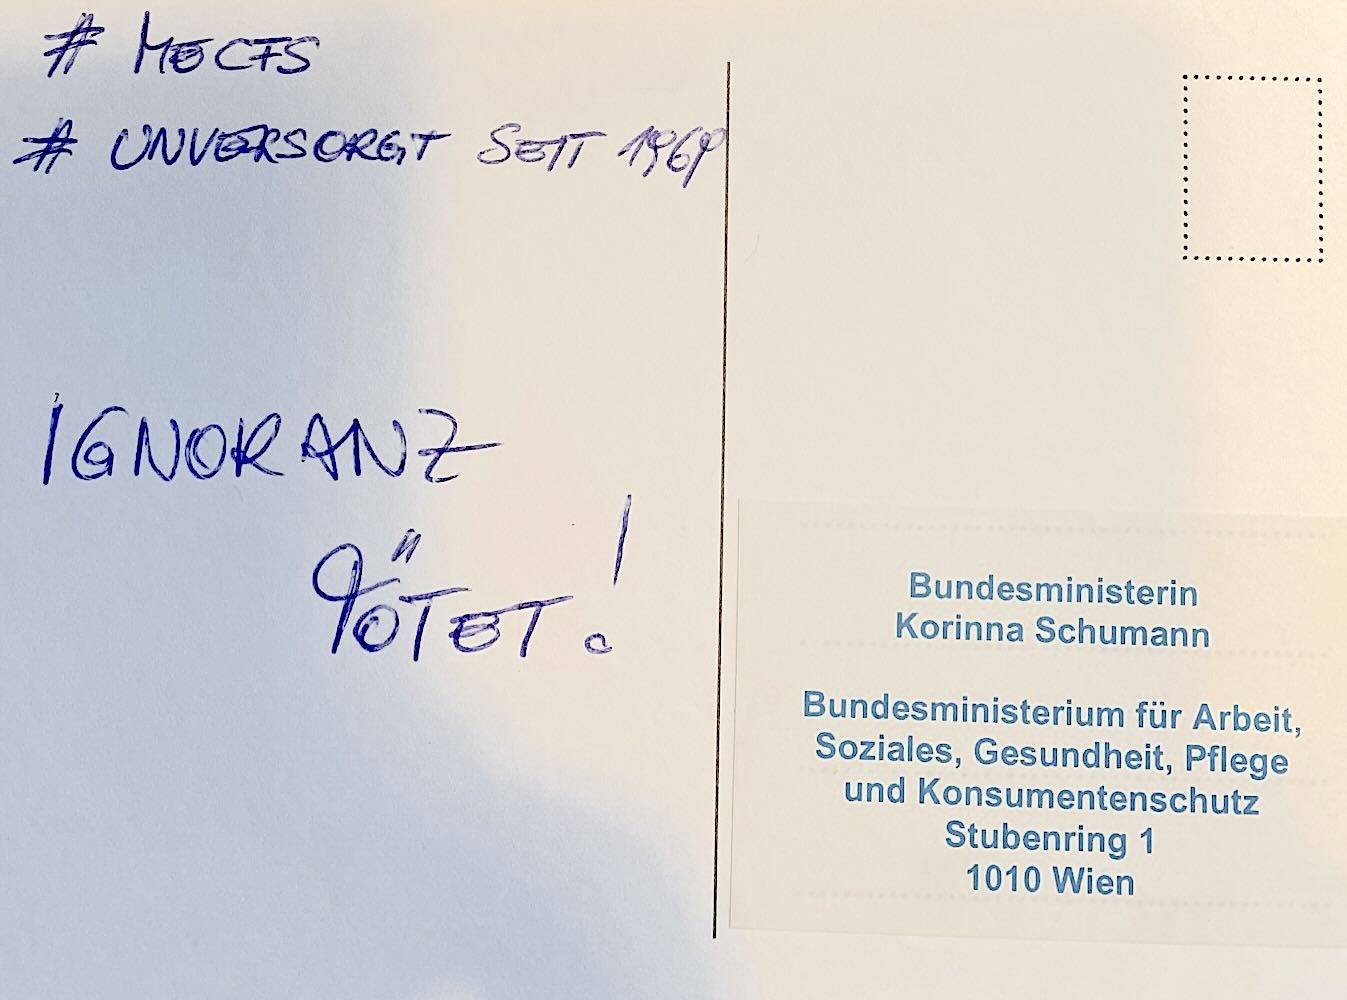 # MECFS
# UNVERSORGT SEIT 1969
IGNORANZ
TÖTET!
Bundesministerin
Korinna Schumann
Bundesministerium für Arbeit,
Soziales, Gesundheit, Pflege
und Konsumentenschutz
Stubenring 1
1010 Wien